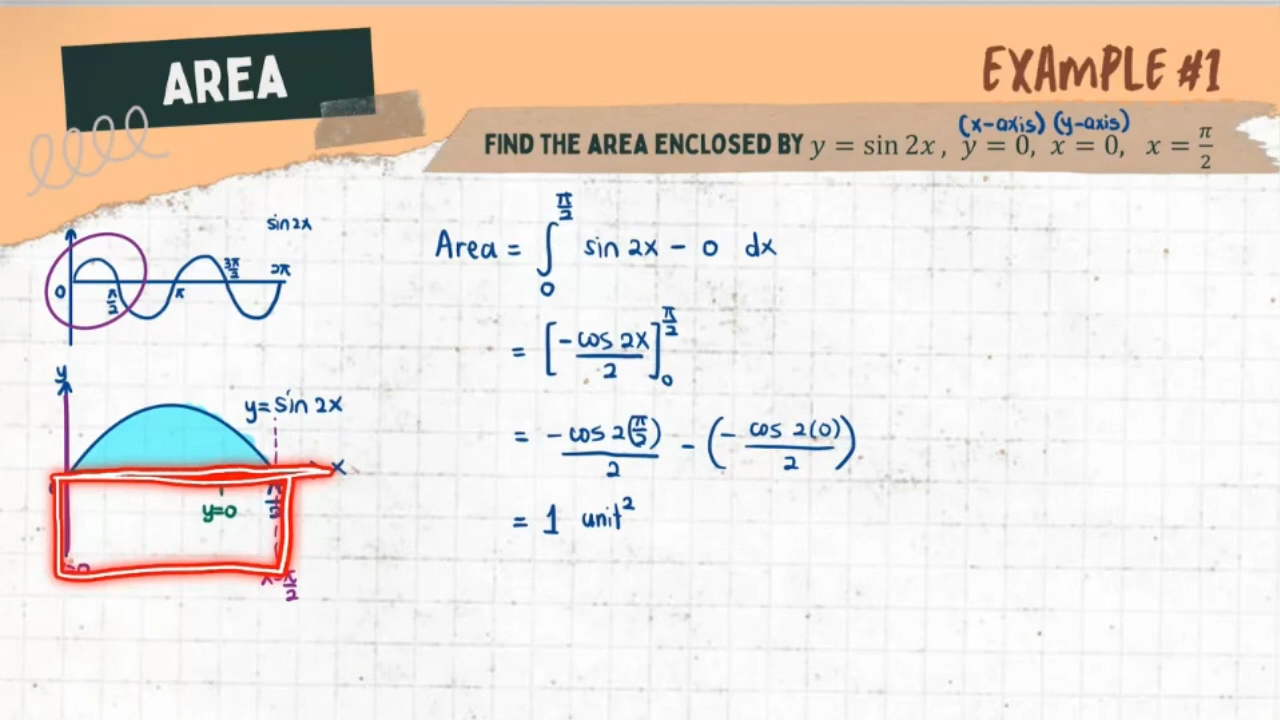 AREA
EXAMPLE #1
(x-axis) (y-axis)
FIND THE AREA ENCLOSED BY y = sin 2x , y = 0, x = 0, x = π/2
sin 2x
0 π/2 π 3π/2 2π
y
y = sin 2x
x
y=0
x = π/2
Area = ∫₀^(π/2) sin 2x - 0 dx
= [-cos 2x / 2]₀^(π/2)
= -cos 2(π/2) / 2 - (- cos 2(0) / 2)
= 1 unit²